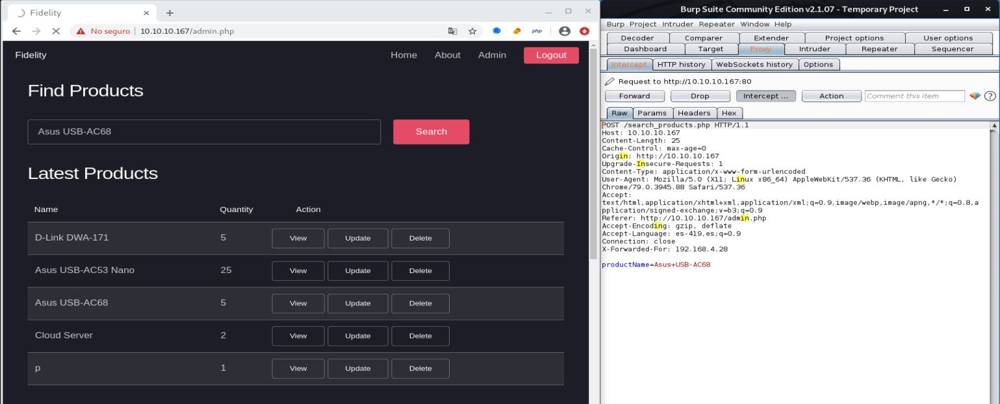 Fidelity
No seguro 10.10.10.167/admin.php php
Fidelity Home About Admin Logout
Find Products
Asus USB-AC68 Search
Latest Products
Name Quantity Action
D-Link DWA-171 5 View Update Delete
Asus USB-AC53 Nano 25 View Update Delete
Asus USB-AC68 5 View Update Delete
Cloud Server 2 View Update Delete
p 1 View Update Delete
Burp Suite Community Edition v2.1.07 - Temporary Project
Burp Project Intruder Repeater Window Help
Decoder Comparer Extender Project options User options
Dashboard Target Proxy Intruder Repeater Sequencer
Intercept HTTP history WebSockets history Options
Request to http://10.10.10.167:80
Forward Drop Intercept ... Action Comment this item ?
Raw Params Headers Hex
POST /search_products.php HTTP/1.1
Host: 10.10.10.167
Content-Length: 25
Cache-Control: max-age=0
Origin: http://10.10.10.167
Upgrade-Insecure-Requests: 1
Content-Type: application/x-www-form-urlencoded
User-Agent: Mozilla/5.0 (X11; Linux x86_64) AppleWebKit/537.36 (KHTML, like Gecko)
Chrome/79.0.3945.88 Safari/537.36
Accept:
text/html,application/xhtml+xml,application/xml;q=0.9,image/webp,image/apng,*/*;q=0.8,a
pplication/signed-exchange;v=b3;q=0.9
Referer: http://10.10.10.167/admin.php
Accept-Encoding: gzip, deflate
Accept-Language: es-419,es;q=0.9
Connection: close
X-Forwarded-For: 192.168.4.28
productName=Asus+USB-AC68